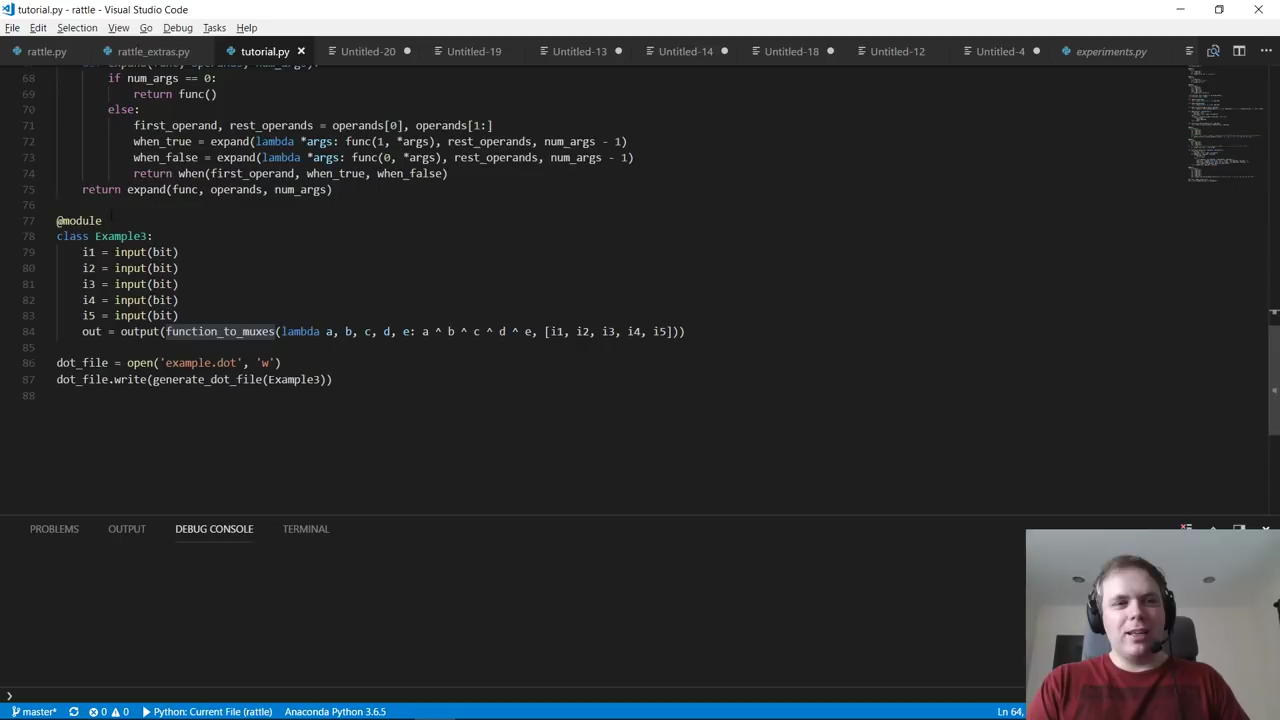 tutorial.py - rattle - Visual Studio Code
File Edit Selection View Go Debug Tasks Help
rattle.py rattle_extras.py tutorial.py Untitled-20 Untitled-19 Untitled-13 Untitled-14 Untitled-18 Untitled-12 Untitled-4 experiments.py
68 if num_args == 0:
69 return func()
70 else:
71 first_operand, rest_operands = operands[0], operands[1:]
72 when_true = expand(lambda *args: func(1, *args), rest_operands, num_args - 1)
73 when_false = expand(lambda *args: func(0, *args), rest_operands, num_args - 1)
74 return when(first_operand, when_true, when_false)
75 return expand(func, operands, num_args)
76
77 @module
78 class Example3:
79 i1 = input(bit)
80 i2 = input(bit)
81 i3 = input(bit)
82 i4 = input(bit)
83 i5 = input(bit)
84 out = output(function_to_muxes(lambda a, b, c, d, e: a ^ b ^ c ^ d ^ e, [i1, i2, i3, i4, i5]))
85
86 dot_file = open('example.dot', 'w')
87 dot_file.write(generate_dot_file(Example3))
88
PROBLEMS OUTPUT DEBUG CONSOLE TERMINAL
master* 0 0 Python: Current File (rattle) Anaconda Python 3.6.5 Ln 64,